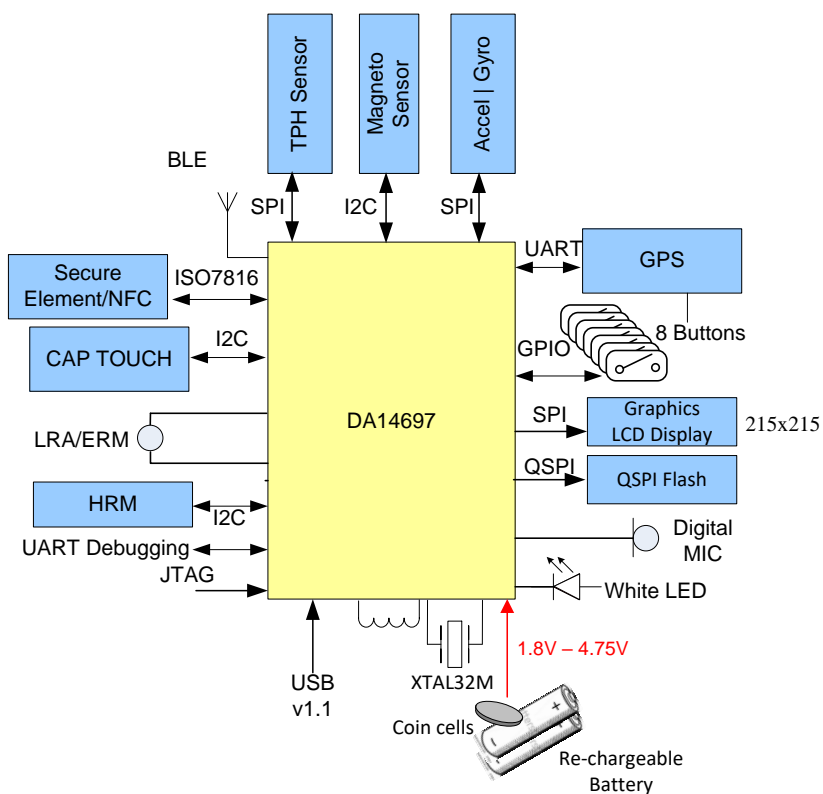 TPH Sensor
Magneto
Sensor
Accel | Gyro
BLE
SPI
I2C
SPI
UART
GPS
Secure
Element/NFC
ISO7816
8 Buttons
CAP TOUCH
I2C
GPIO
DA14697
SPI
Graphics
LCD Display
215x215
LRA/ERM
QSPI
QSPI Flash
HRM
I2C
Digital
MIC
UART Debugging
JTAG
White LED
1.8V – 4.75V
USB
v1.1
XTAL32M
Coin cells
+
-
Re-chargeable
Battery